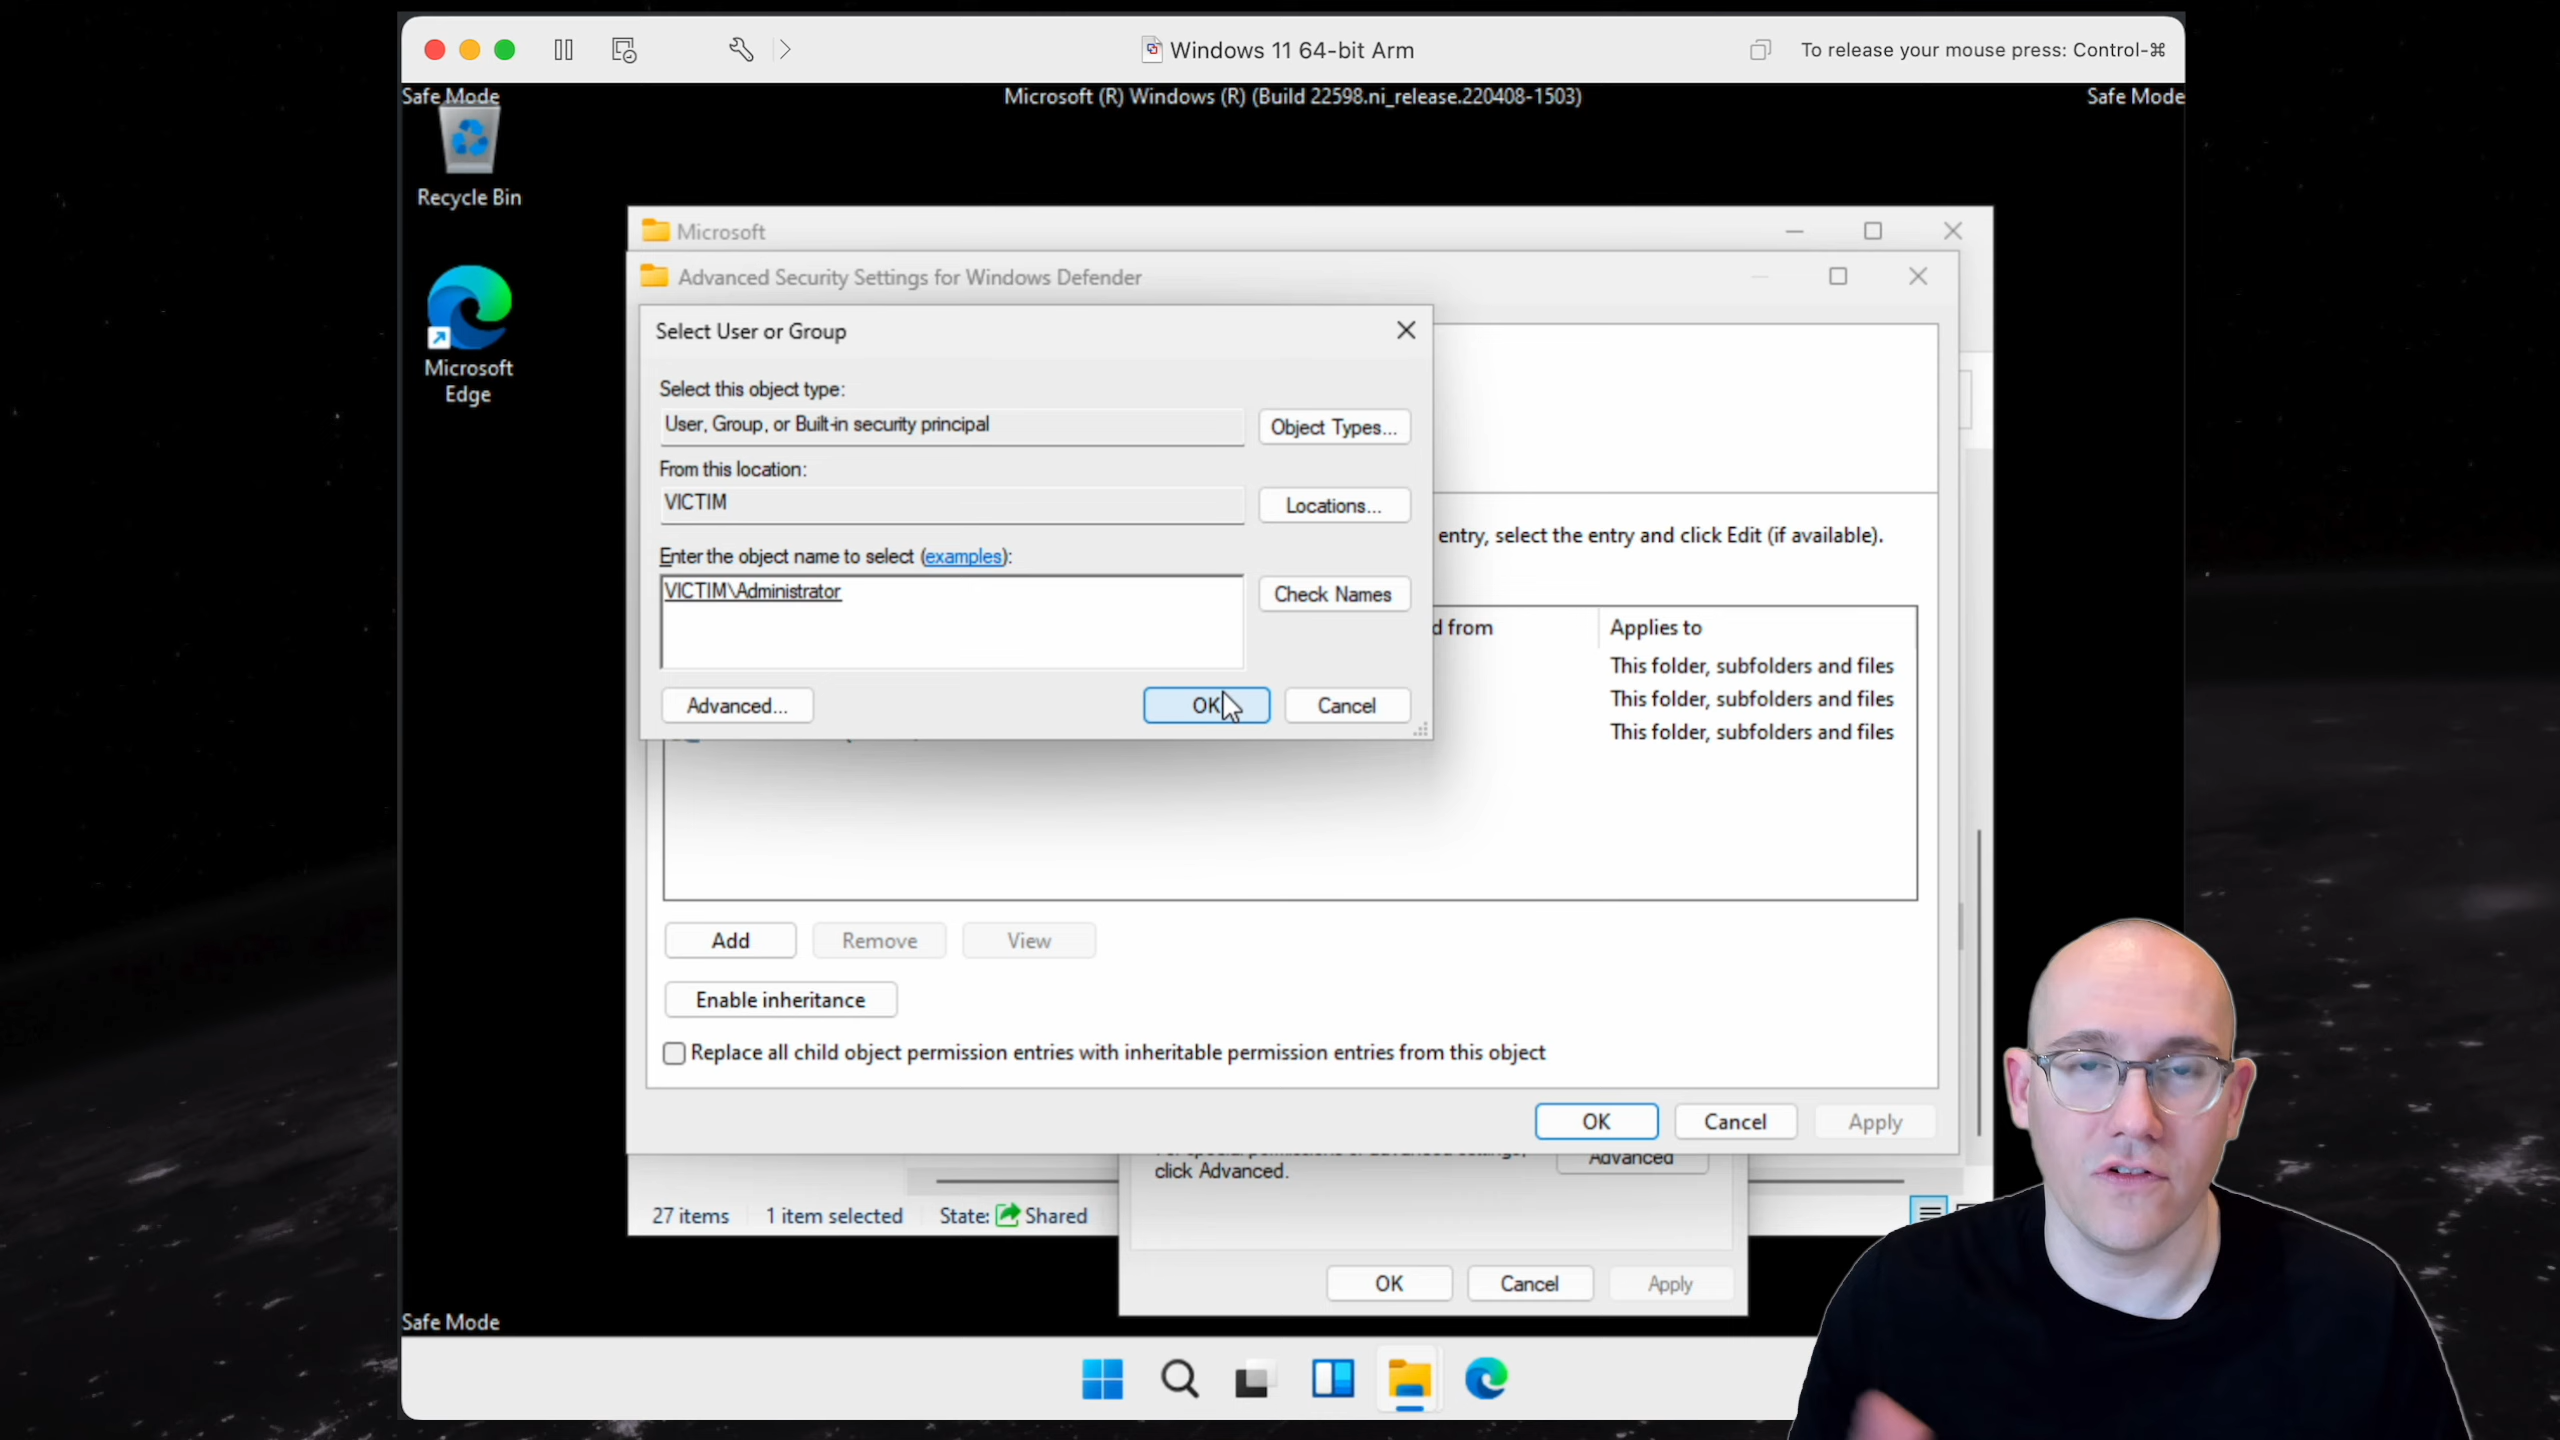 Windows 11 64-bit Arm
To release your mouse press: Control-⌘
Safe Mode
Microsoft (R) Windows (R) (Build 22598.ni_release.220408-1503)
Safe Mode
Recycle Bin
Microsoft
Edge
Microsoft
Advanced Security Settings for Windows Defender
Select User or Group
Select this object type:
User, Group, or Built-in security principal
Object Types...
From this location:
VICTIM
Locations...
entry, select the entry and click Edit (if available).
Enter the object name to select (examples):
VICTIM\Administrator
Check Names
d from
Applies to
This folder, subfolders and files
This folder, subfolders and files
This folder, subfolders and files
Advanced...
OK
Cancel
Add
Remove
View
Enable inheritance
Replace all child object permission entries with inheritable permission entries from this object
OK
Cancel
Apply
For special permissions or advanced settings,
click Advanced.
Advanced
27 items
1 item selected
State:
Shared
OK
Cancel
Apply
Safe Mode